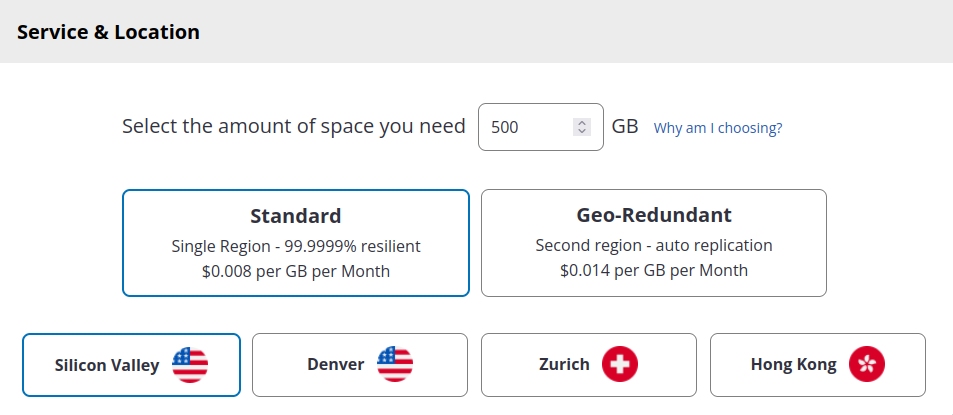 Service & Location
Select the amount of space you need 500 GB Why am I choosing?
Standard
Single Region - 99.9999% resilient
$0.008 per GB per Month
Geo-Redundant
Second region - auto replication
$0.014 per GB per Month
Silicon Valley
Denver
Zurich
Hong Kong